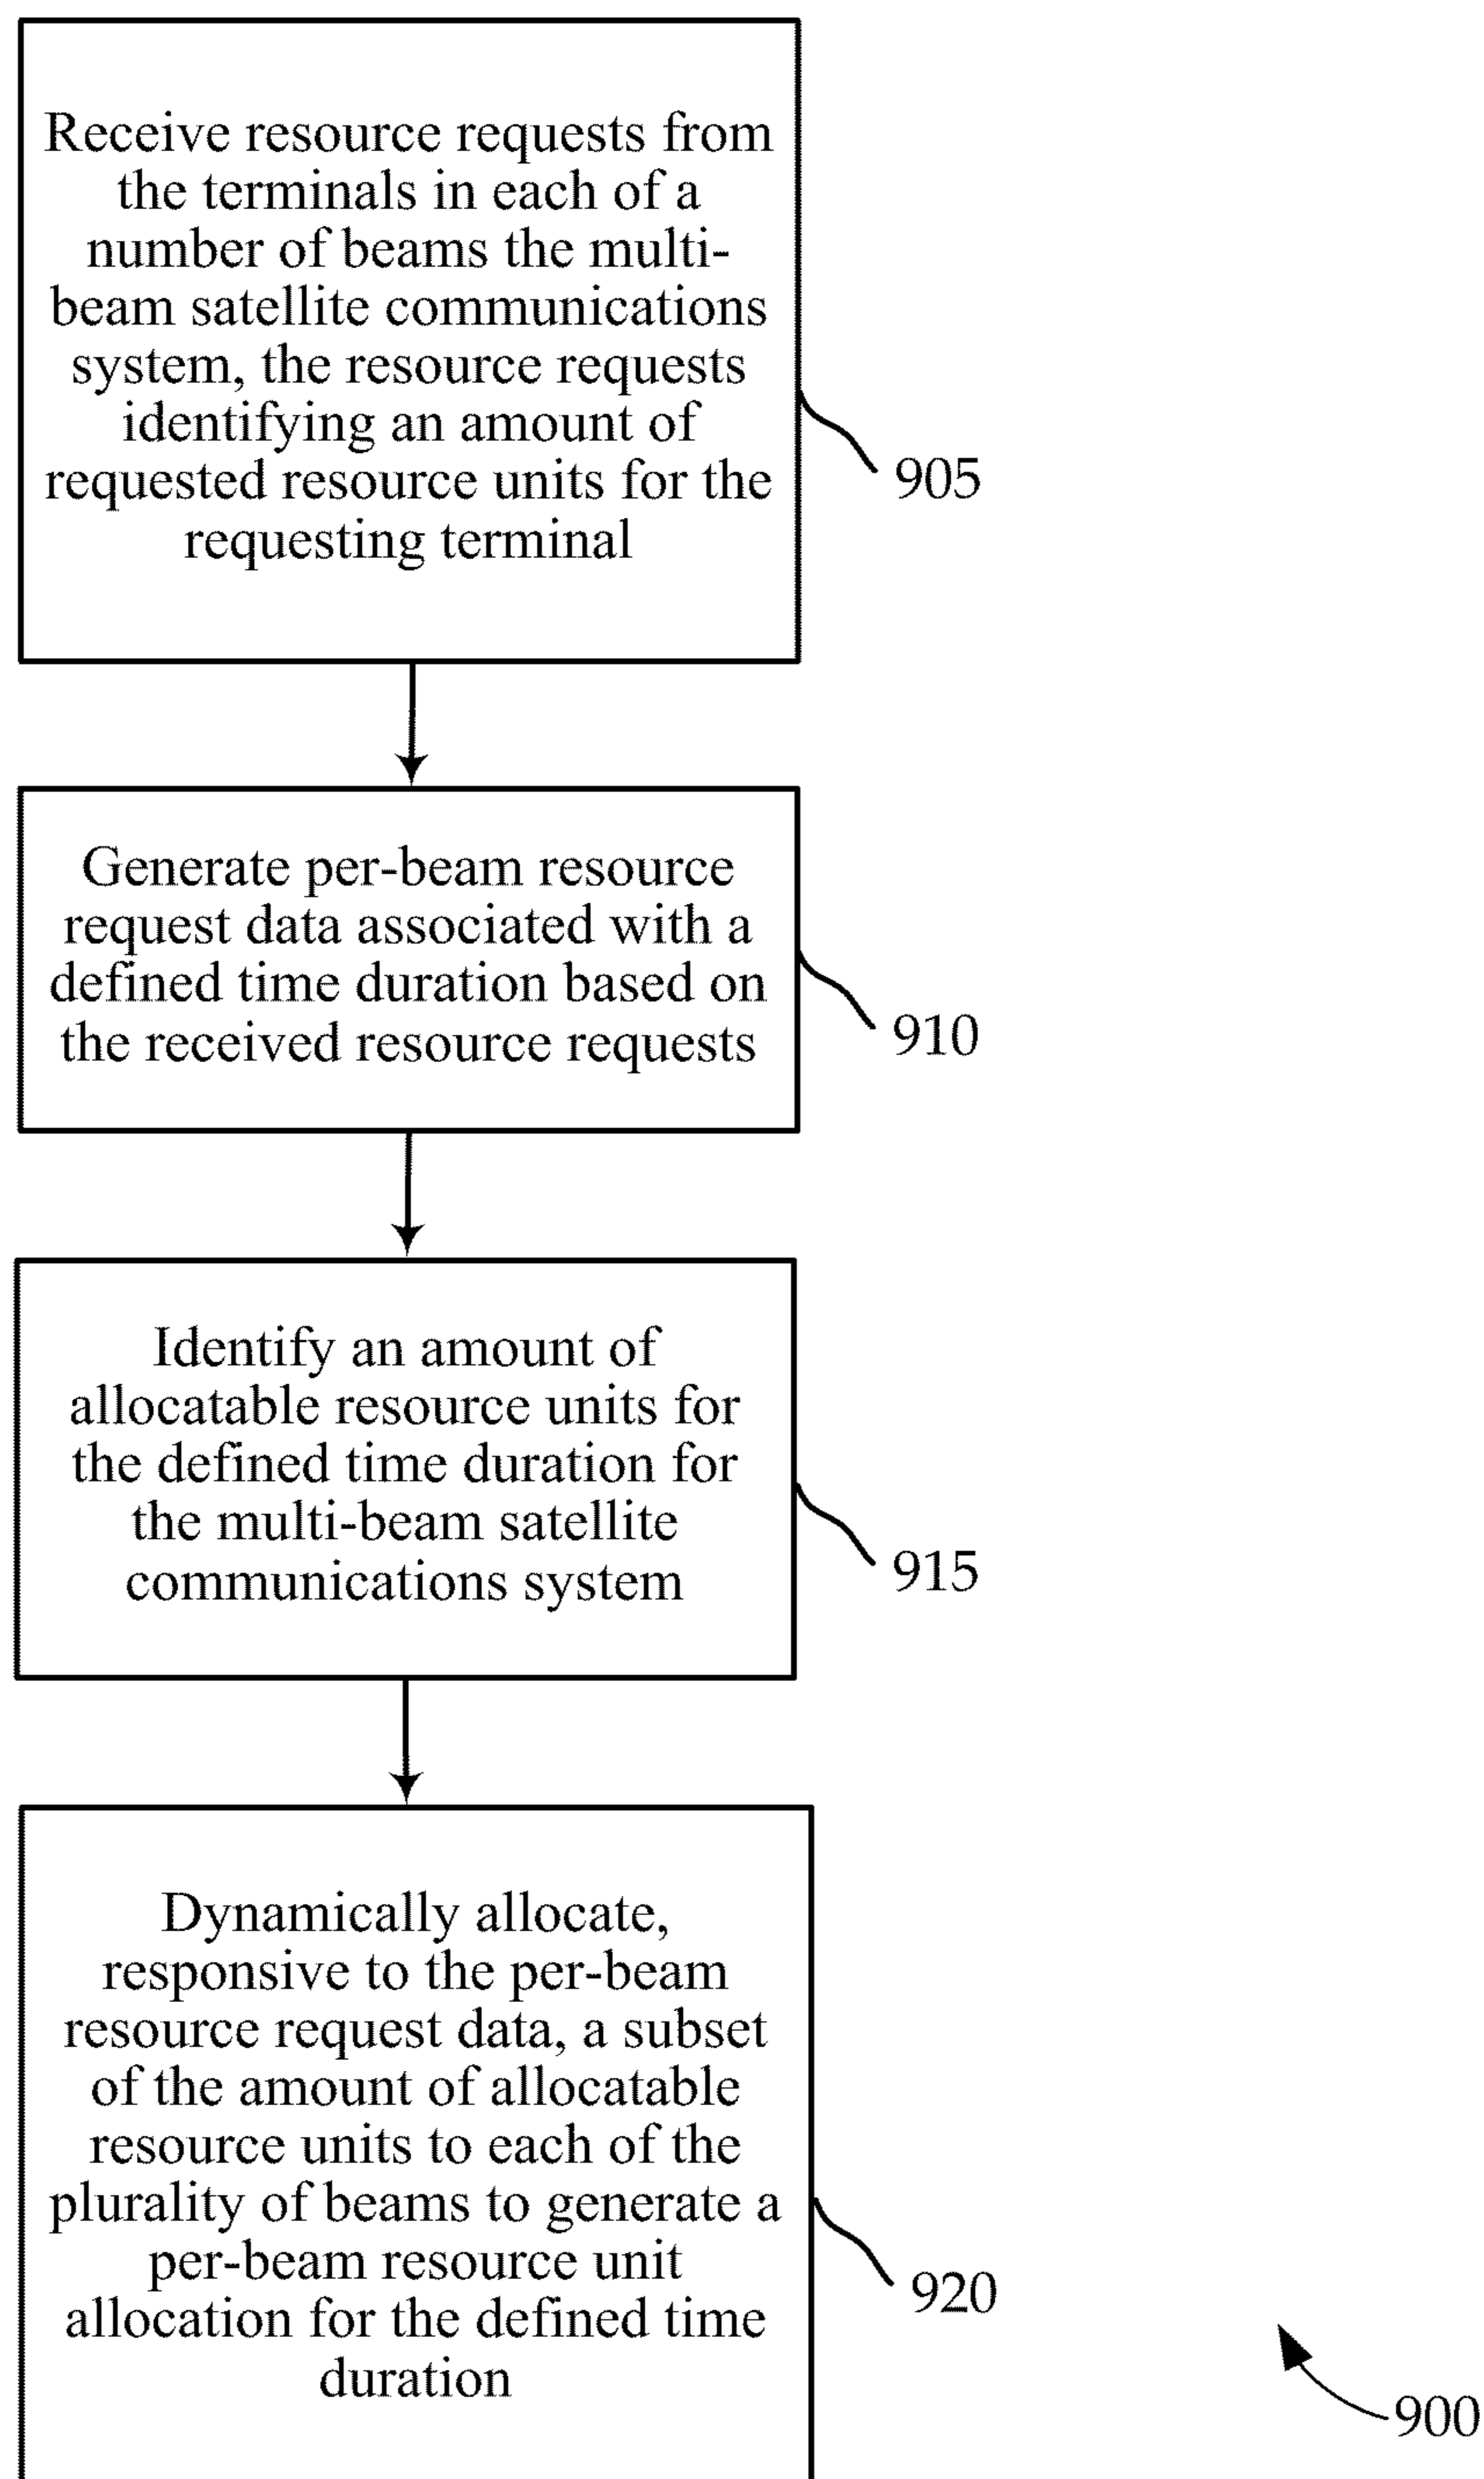 Receive resource requests from
the terminals in each of a
number of beams the multi-
beam satellite communications
system, the resource requests
identifying an amount of
requested resource units for the
requesting terminal
905
Generate per-beam resource
request data associated with a
defined time duration based on
the received resource requests
910
Identify an amount of
allocatable resource units for
the defined time duration for
the multi-beam satellite
communications system
915
Dynamically allocate,
responsive to the per-beam
resource request data, a subset
of the amount of allocatable
resource units to each of the
plurality of beams to generate a
per-beam resource unit
allocation for the defined time
duration
920
900